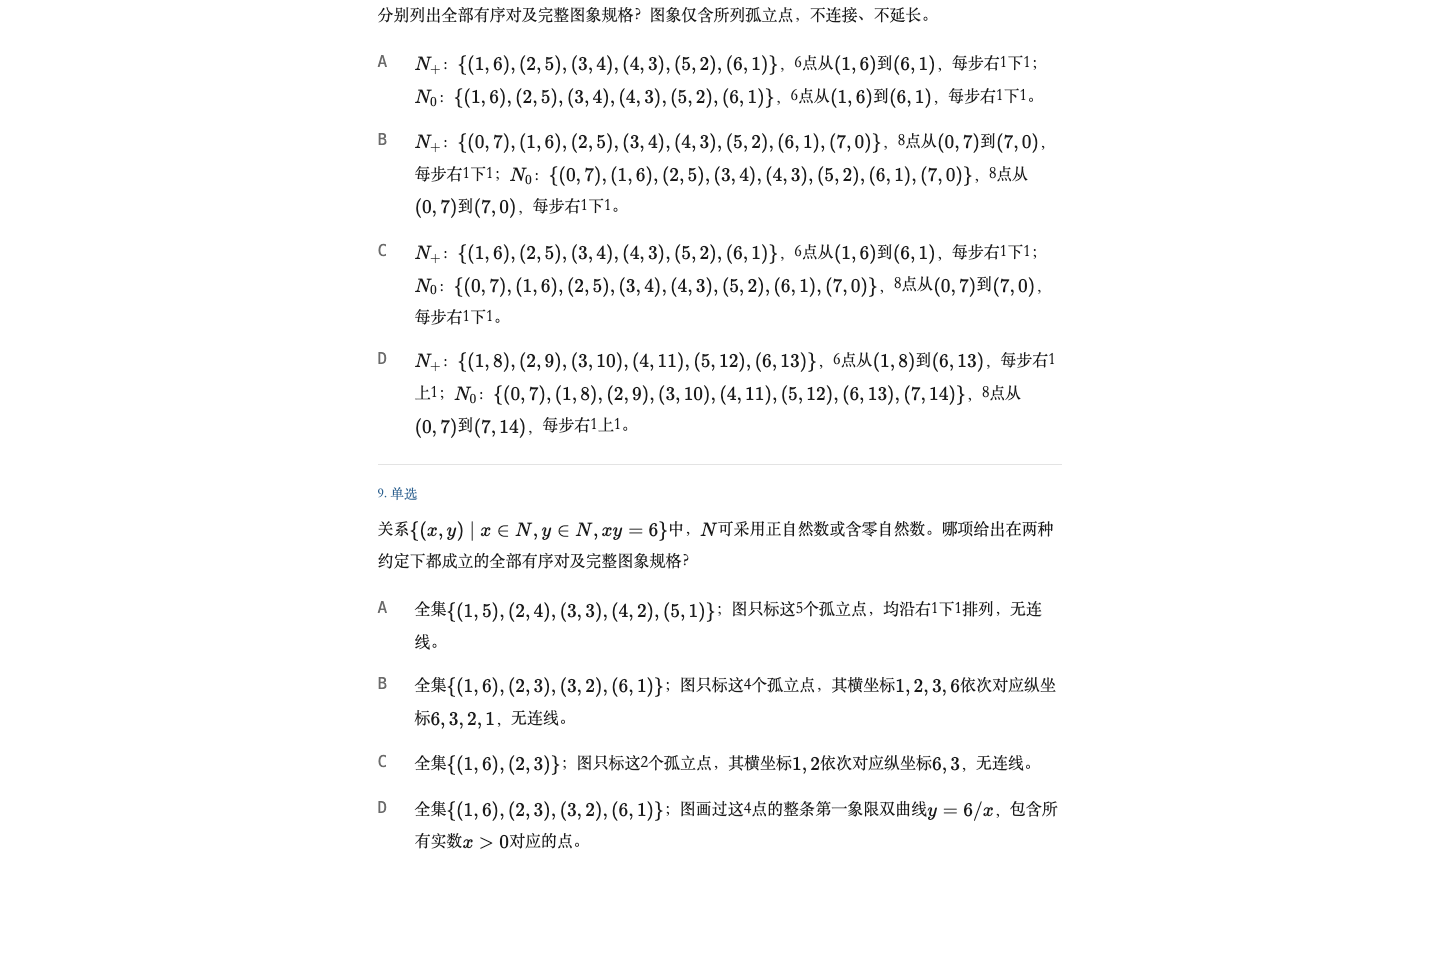 分别列出全部有序对及完整图象规格？图象仅含所列孤立点，不连接、不延长。
A N₊：{(1,6),(2,5),(3,4),(4,3),(5,2),(6,1)}，6点从(1,6)到(6,1)，每步右1下1；
N₀：{(1,6),(2,5),(3,4),(4,3),(5,2),(6,1)}，6点从(1,6)到(6,1)，每步右1下1。
B N₊：{(0,7),(1,6),(2,5),(3,4),(4,3),(5,2),(6,1),(7,0)}，8点从(0,7)到(7,0)，
每步右1下1；N₀：{(0,7),(1,6),(2,5),(3,4),(4,3),(5,2),(6,1),(7,0)}，8点从
(0,7)到(7,0)，每步右1下1。
C N₊：{(1,6),(2,5),(3,4),(4,3),(5,2),(6,1)}，6点从(1,6)到(6,1)，每步右1下1；
N₀：{(0,7),(1,6),(2,5),(3,4),(4,3),(5,2),(6,1),(7,0)}，8点从(0,7)到(7,0)，
每步右1下1。
D N₊：{(1,8),(2,9),(3,10),(4,11),(5,12),(6,13)}，6点从(1,8)到(6,13)，每步右1
上1；N₀：{(0,7),(1,8),(2,9),(3,10),(4,11),(5,12),(6,13),(7,14)}，8点从
(0,7)到(7,14)，每步右1上1。
9. 单选
关系{(x,y) | x ∈ N, y ∈ N, xy = 6}中，N可采用正自然数或含零自然数。哪项给出在两种
约定下都成立的全部有序对及完整图象规格？
A 全集{(1,5),(2,4),(3,3),(4,2),(5,1)}；图只标这5个孤立点，均沿右1下1排列，无连
线。
B 全集{(1,6),(2,3),(3,2),(6,1)}；图只标这4个孤立点，其横坐标1,2,3,6依次对应纵坐
标6,3,2,1，无连线。
C 全集{(1,6),(2,3)}；图只标这2个孤立点，其横坐标1,2依次对应纵坐标6,3，无连线。
D 全集{(1,6),(2,3),(3,2),(6,1)}；图画过这4点的整条第一象限双曲线y = 6/x，包含所
有实数x > 0对应的点。